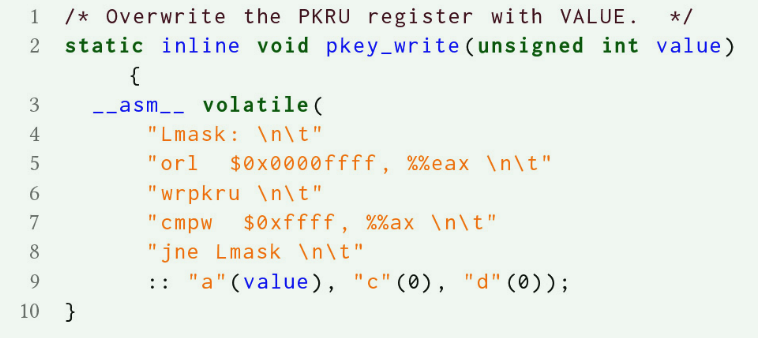 1 /* Overwrite the PKRU register with VALUE.  */
2 static inline void pkey_write(unsigned int value)
{
3 __asm__ volatile(
4 "Lmask: \n\t"
5 "orl  $0x0000ffff, %%eax \n\t"
6 "wrpkru \n\t"
7 "cmpw  $0xffff, %%ax \n\t"
8 "jne Lmask \n\t"
9 :: "a"(value), "c"(0), "d"(0));
10 }